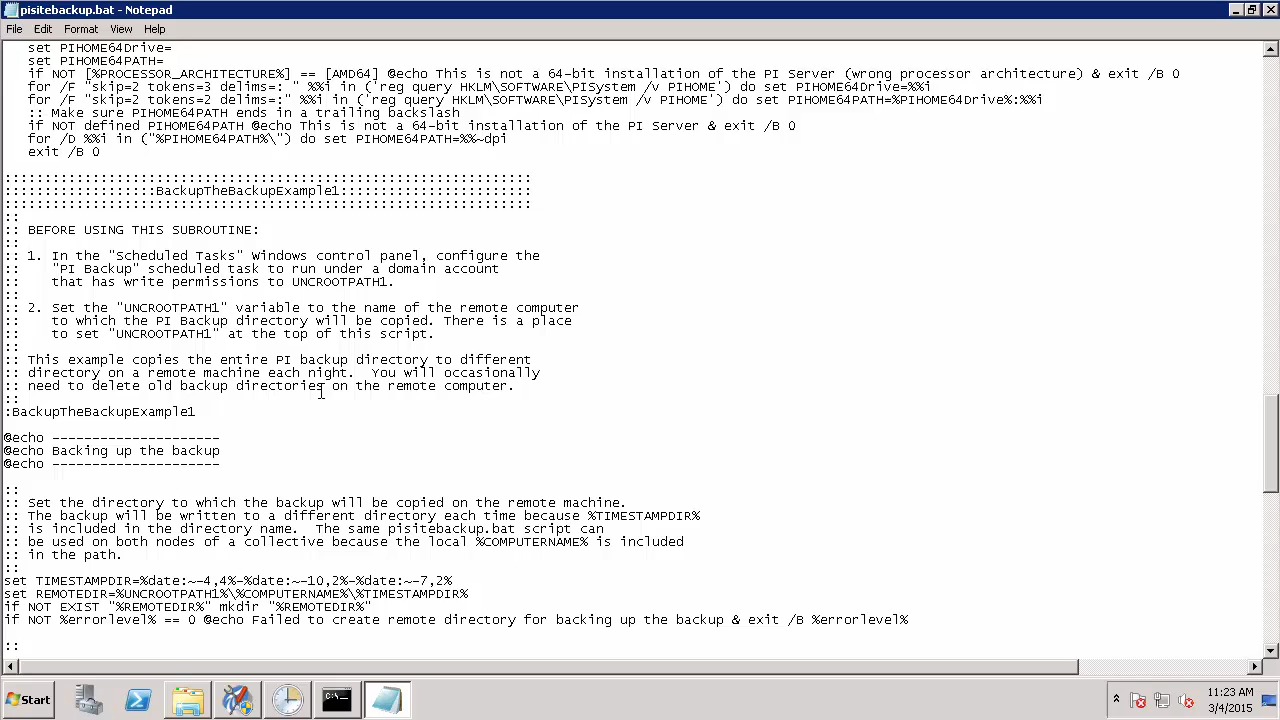 pisitebackup.bat - Notepad
File Edit Format View Help
set PIHOME64Drive=
set PIHOME64PATH=
if NOT [%PROCESSOR_ARCHITECTURE%] == [AMD64] @echo This is not a 64-bit installation of the PI Server (wrong processor architecture) & exit /B 0
for /F "skip=2 tokens=3 delims=: " %%i in ('reg query HKLM\SOFTWARE\PISystem /v PIHOME') do set PIHOME64Drive=%%i
for /F "skip=2 tokens=2 delims=:" %%i in ('reg query HKLM\SOFTWARE\PISystem /v PIHOME') do set PIHOME64PATH=%PIHOME64Drive%:%%i
:: Make sure PIHOME64PATH ends in a trailing backslash
if NOT defined PIHOME64PATH @echo This is not a 64-bit installation of the PI Server & exit /B 0
for /D %%i in ("%PIHOME64PATH%\") do set PIHOME64PATH=%%~dpi
exit /B 0
::::::::::::::::::::::::::::::::::::::::::::::::::::::::::::::::::
:::::::::::::::::::BackupTheBackupExample1::::::::::::::::::::::::
::::::::::::::::::::::::::::::::::::::::::::::::::::::::::::::::::
::
:: BEFORE USING THIS SUBROUTINE:
::
:: 1. In the "Scheduled Tasks" Windows control panel, configure the
:: "PI Backup" scheduled task to run under a domain account
:: that has write permissions to UNCROOTPATH1.
::
:: 2. Set the "UNCROOTPATH1" variable to the name of the remote computer
:: to which the PI Backup directory will be copied. There is a place
:: to set "UNCROOTPATH1" at the top of this script.
::
:: This example copies the entire PI backup directory to different
:: directory on a remote machine each night.  You will occasionally
:: need to delete old backup directories on the remote computer.
::
:BackupTheBackupExample1
@echo ---------------------
@echo Backing up the backup
@echo ---------------------
::
:: Set the directory to which the backup will be copied on the remote machine.
:: The backup will be written to a different directory each time because %TIMESTAMPDIR%
:: is included in the directory name.  The same pisitebackup.bat script can
:: be used on both nodes of a collective because the local %COMPUTERNAME% is included
:: in the path.
::
set TIMESTAMPDIR=%date:~-4,4%-%date:~-10,2%-%date:~-7,2%
set REMOTEDIR=%UNCROOTPATH1%\%COMPUTERNAME%\%TIMESTAMPDIR%
if NOT EXIST "%REMOTEDIR%" mkdir "%REMOTEDIR%"
if NOT %errorlevel% == 0 @echo Failed to create remote directory for backing up the backup & exit /B %errorlevel%
::
Start
11:23 AM
3/4/2015